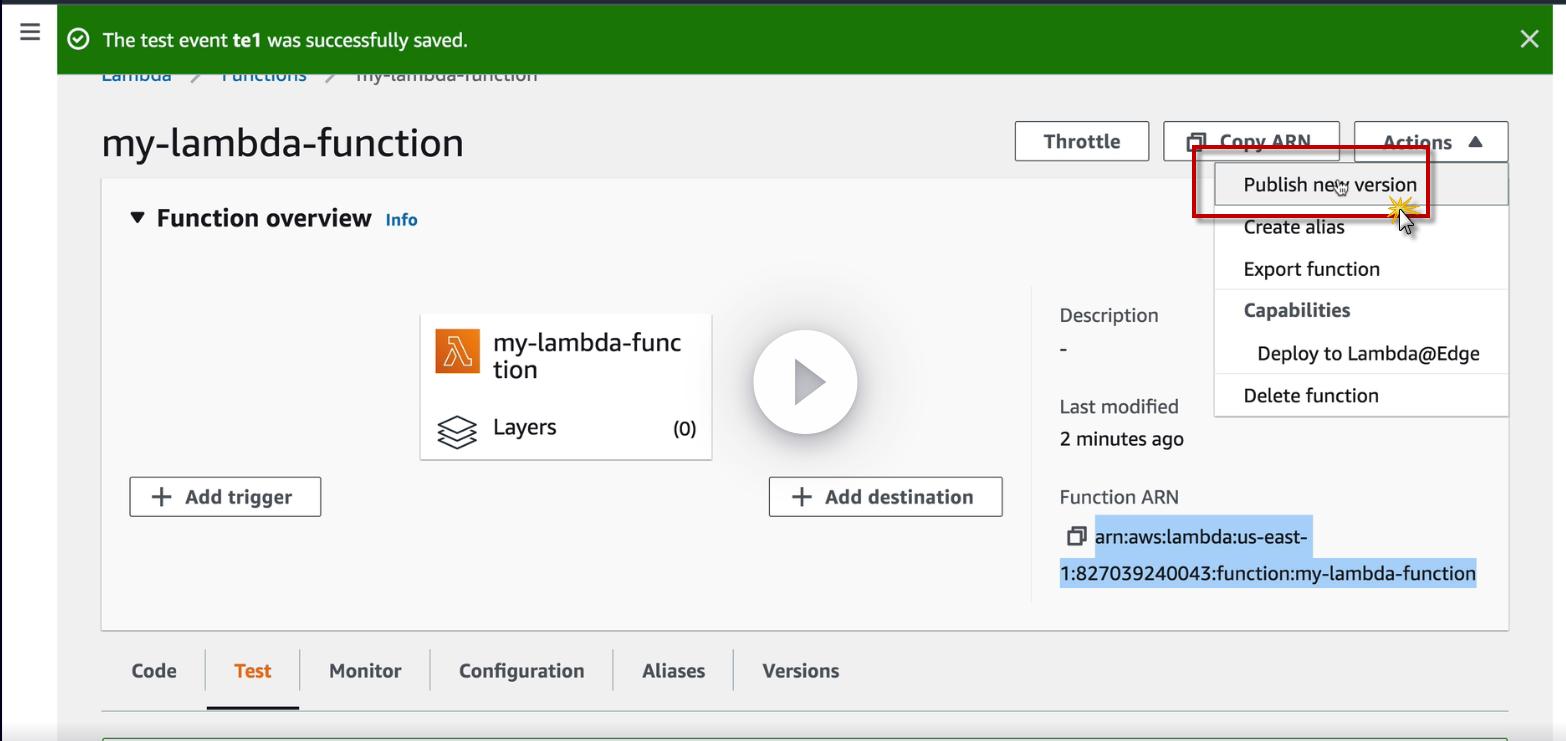 The test event te1 was successfully saved.
Lambda / Functions / my-lambda-function
my-lambda-function
Throttle
Copy ARN
Actions
Publish new version
Create alias
Export function
Capabilities
Deploy to Lambda@Edge
Delete function
Function overview Info
my-lambda-func
tion
Layers (0)
Add trigger
Add destination
Description
-
Last modified
2 minutes ago
Function ARN
arn:aws:lambda:us-east-
1:827039240043:function:my-lambda-function
Code
Test
Monitor
Configuration
Aliases
Versions